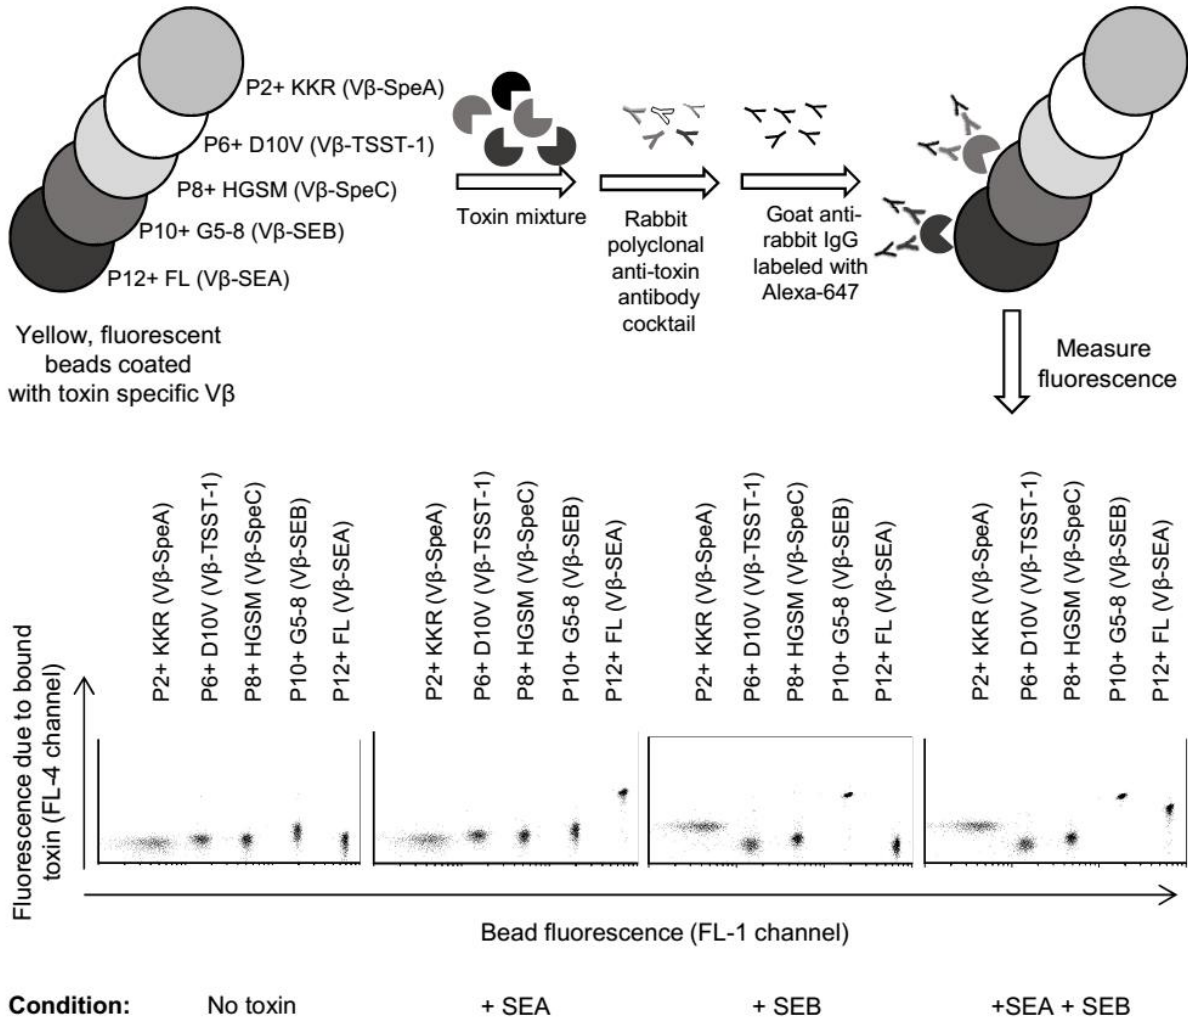 P2+ KKR (Vβ-SpeA)
P6+ D10V (Vβ-TSST-1)
P8+ HGSM (Vβ-SpeC)
P10+ G5-8 (Vβ-SEB)
P12+ FL (Vβ-SEA)
Yellow, fluorescent
beads coated
with toxin specific Vβ
Toxin mixture
Rabbit
polyclonal
anti-toxin
antibody
cocktail
Goat anti-
rabbit IgG
labeled with
Alexa-647
Measure
fluorescence
P2+ KKR (Vβ-SpeA)
P6+ D10V (Vβ-TSST-1)
P8+ HGSM (Vβ-SpeC)
P10+ G5-8 (Vβ-SEB)
P12+ FL (Vβ-SEA)
P2+ KKR (Vβ-SpeA)
P6+ D10V (Vβ-TSST-1)
P8+ HGSM (Vβ-SpeC)
P10+ G5-8 (Vβ-SEB)
P12+ FL (Vβ-SEA)
P2+ KKR (Vβ-SpeA)
P6+ D10V (Vβ-TSST-1)
P8+ HGSM (Vβ-SpeC)
P10+ G5-8 (Vβ-SEB)
P12+ FL (Vβ-SEA)
P2+ KKR (Vβ-SpeA)
P6+ D10V (Vβ-TSST-1)
P8+ HGSM (Vβ-SpeC)
P10+ G5-8 (Vβ-SEB)
P12+ FL (Vβ-SEA)
Fluorescence due to bound
toxin (FL-4 channel)
Bead fluorescence (FL-1 channel)
Condition: No toxin + SEA + SEB +SEA + SEB